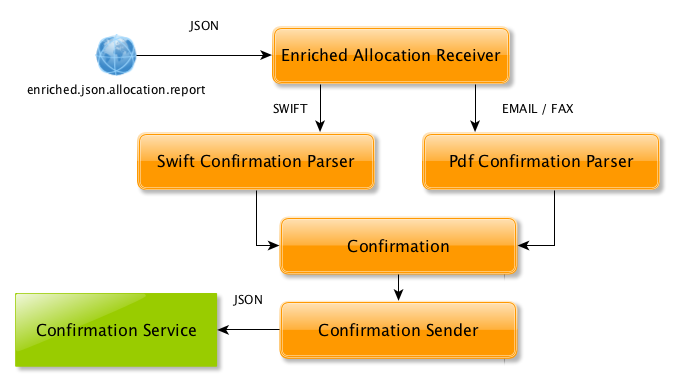 JSON
Enriched Allocation Receiver
enriched.json.allocation.report
SWIFT
EMAIL / FAX
Swift Confirmation Parser
Pdf Confirmation Parser
Confirmation
JSON
Confirmation Service
Confirmation Sender